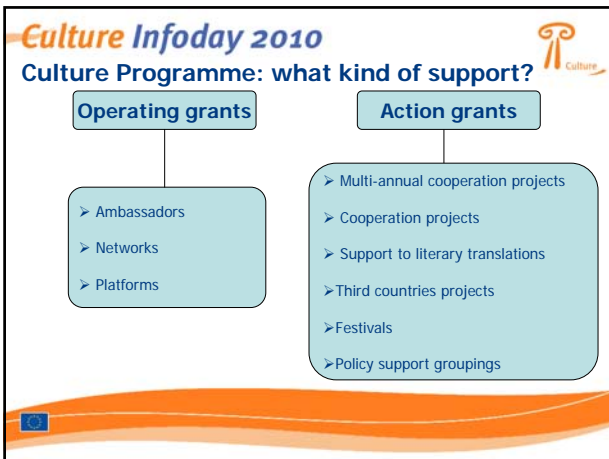 Culture Infoday 2010
Culture
Culture Programme: what kind of support?
Operating grants
Action grants
➢ Ambassadors
➢ Networks
➢ Platforms
➢ Multi-annual cooperation projects
➢ Cooperation projects
➢ Support to literary translations
➢Third countries projects
➢Festivals
➢Policy support groupings